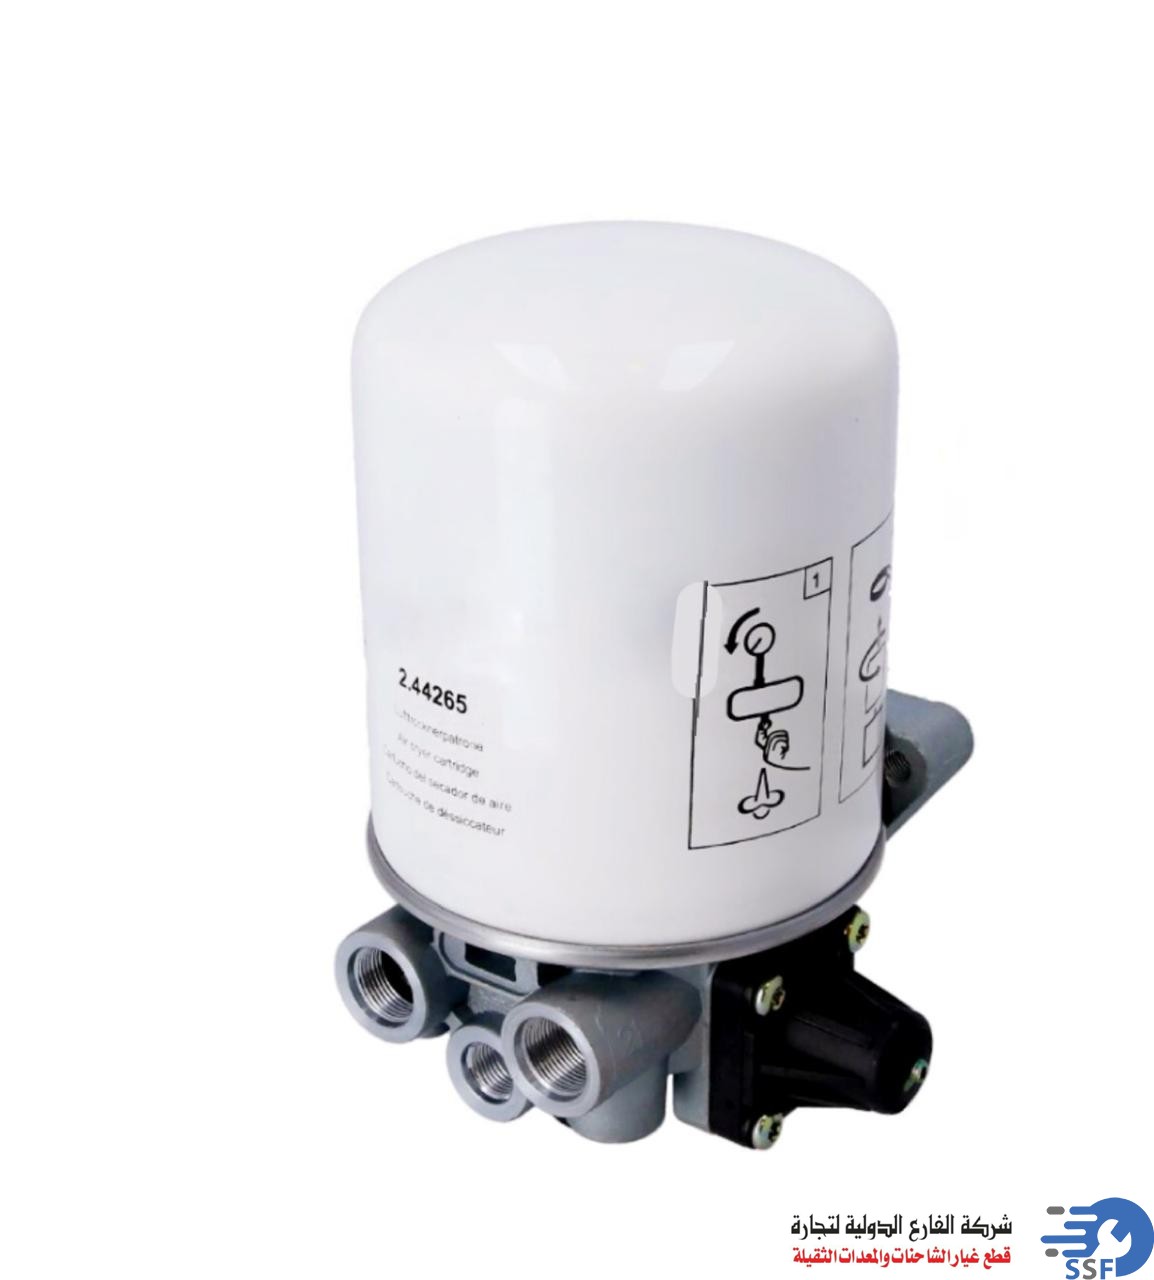 1
2.44265
Lufttrocknerpatrone
Air dryer cartridge
Cartucho del secador de aire
Cartouche de dessiccateur
شركة الفارع الدولية لتجارة
قطع غيار الشاحنات والمعدات الثقيلة
SSF